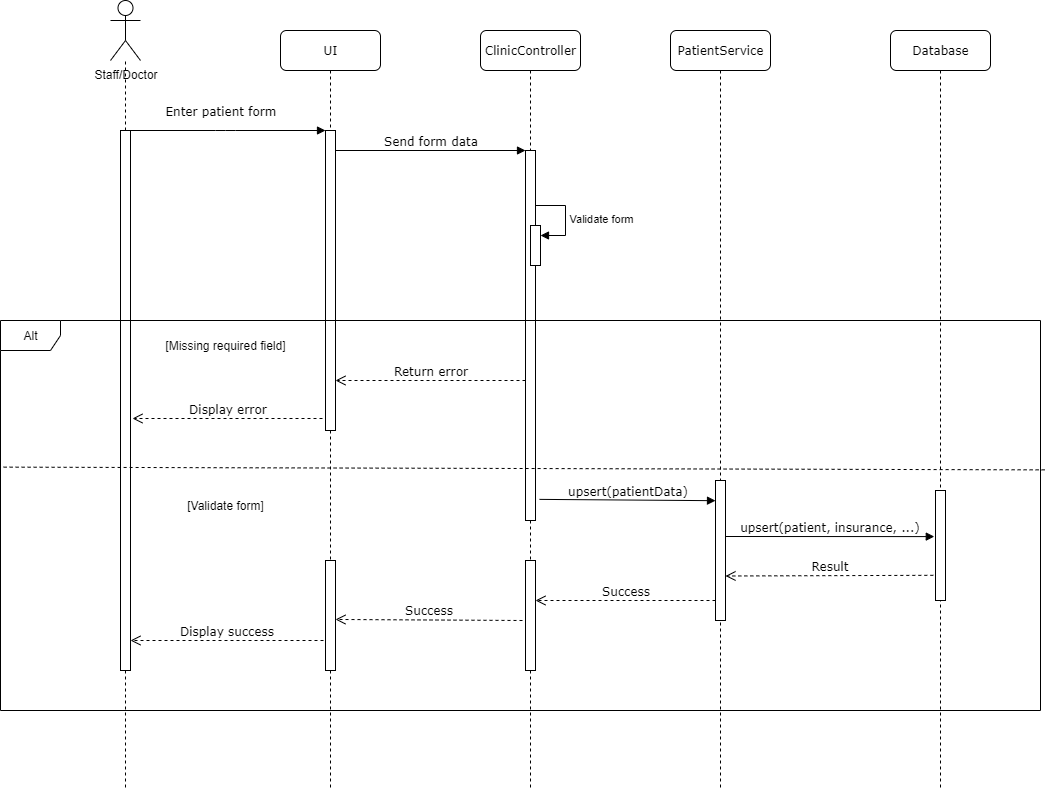 Staff/Doctor
UI
ClinicController
PatientService
Database
Enter patient form
Send form data
Validate form
Alt
[Missing required field]
Return error
Display error
upsert(patientData)
[Validate form]
upsert(patient, insurance, ...)
Result
Success
Success
Display success